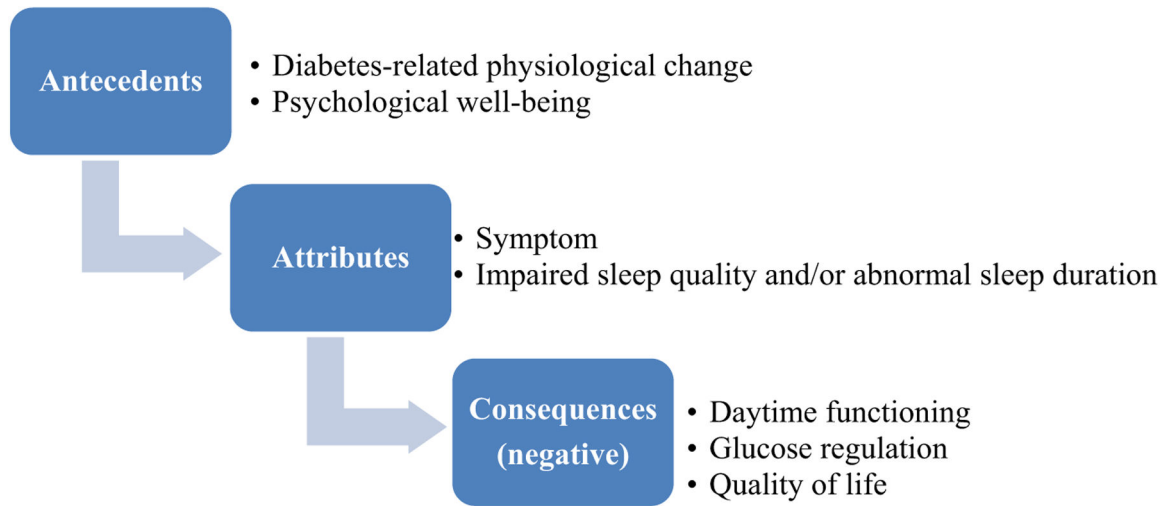 Antecedents
• Diabetes-related physiological change
• Psychological well-being
Attributes
• Symptom
• Impaired sleep quality and/or abnormal sleep duration
Consequences
(negative)
• Daytime functioning
• Glucose regulation
• Quality of life